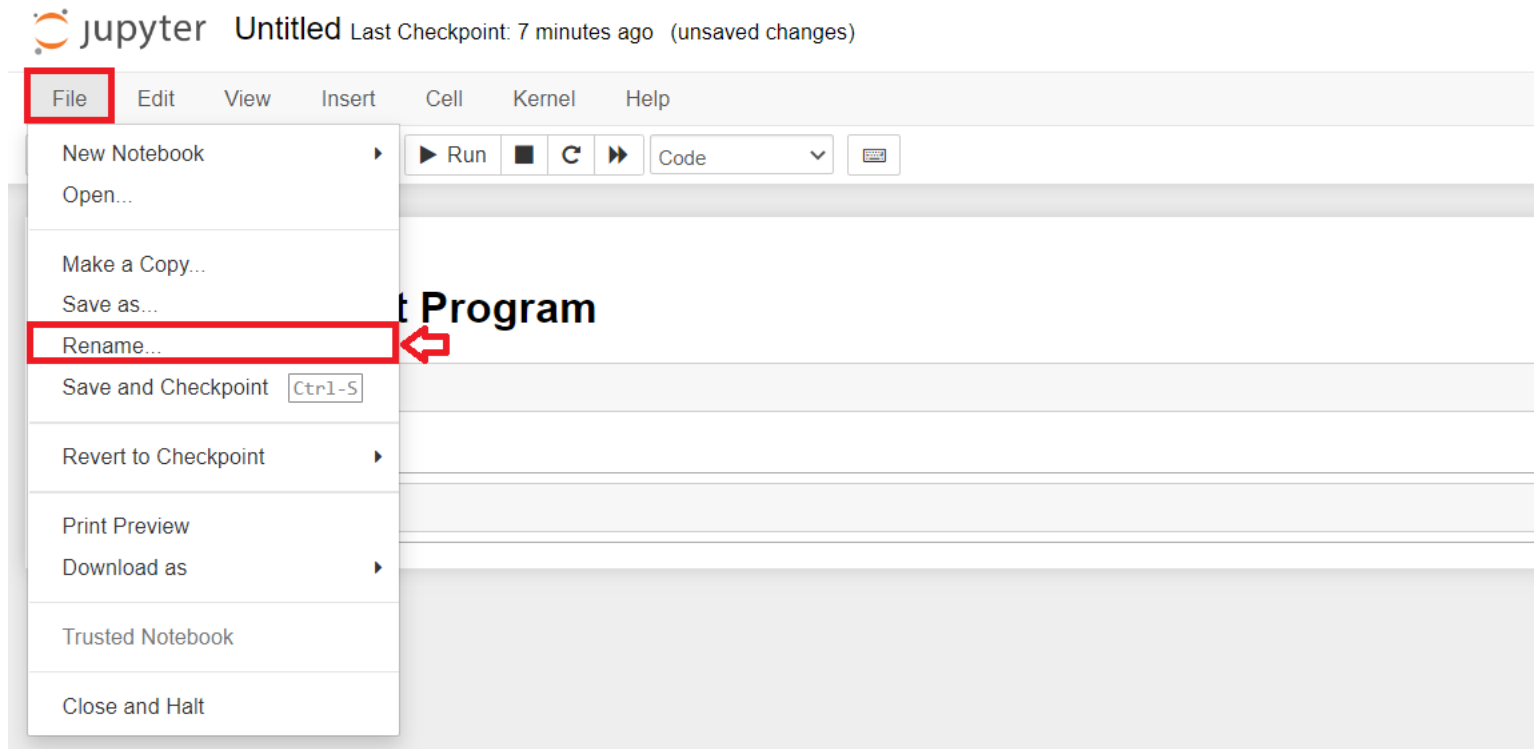 jupyter Untitled Last Checkpoint: 7 minutes ago (unsaved changes)
File Edit View Insert Cell Kernel Help
Run Code
New Notebook
Open...
Make a Copy...
Save as...
Rename...
Save and Checkpoint Ctrl-S
Revert to Checkpoint
Print Preview
Download as
Trusted Notebook
Close and Halt
t Program